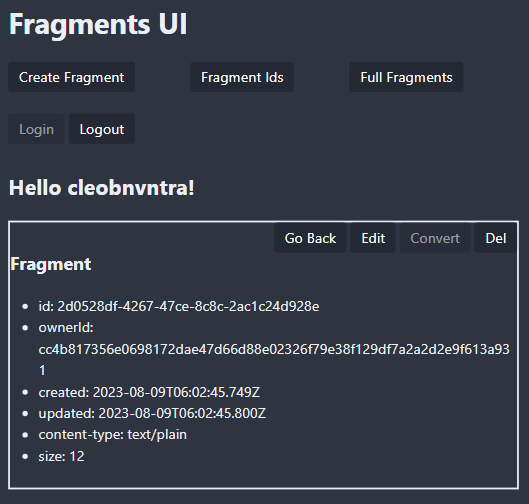 Fragments UI
Create Fragment Fragment Ids Full Fragments
Login Logout
Hello cleobnvntra!
Go Back Edit Convert Del
Fragment
id: 2d0528df-4267-47ce-8c8c-2ac1c24d928e
ownerId:
cc4b817356e0698172dae47d66d88e02326f79e38f129df7a2a2d2e9f613a93
1
created: 2023-08-09T06:02:45.749Z
updated: 2023-08-09T06:02:45.800Z
content-type: text/plain
size: 12